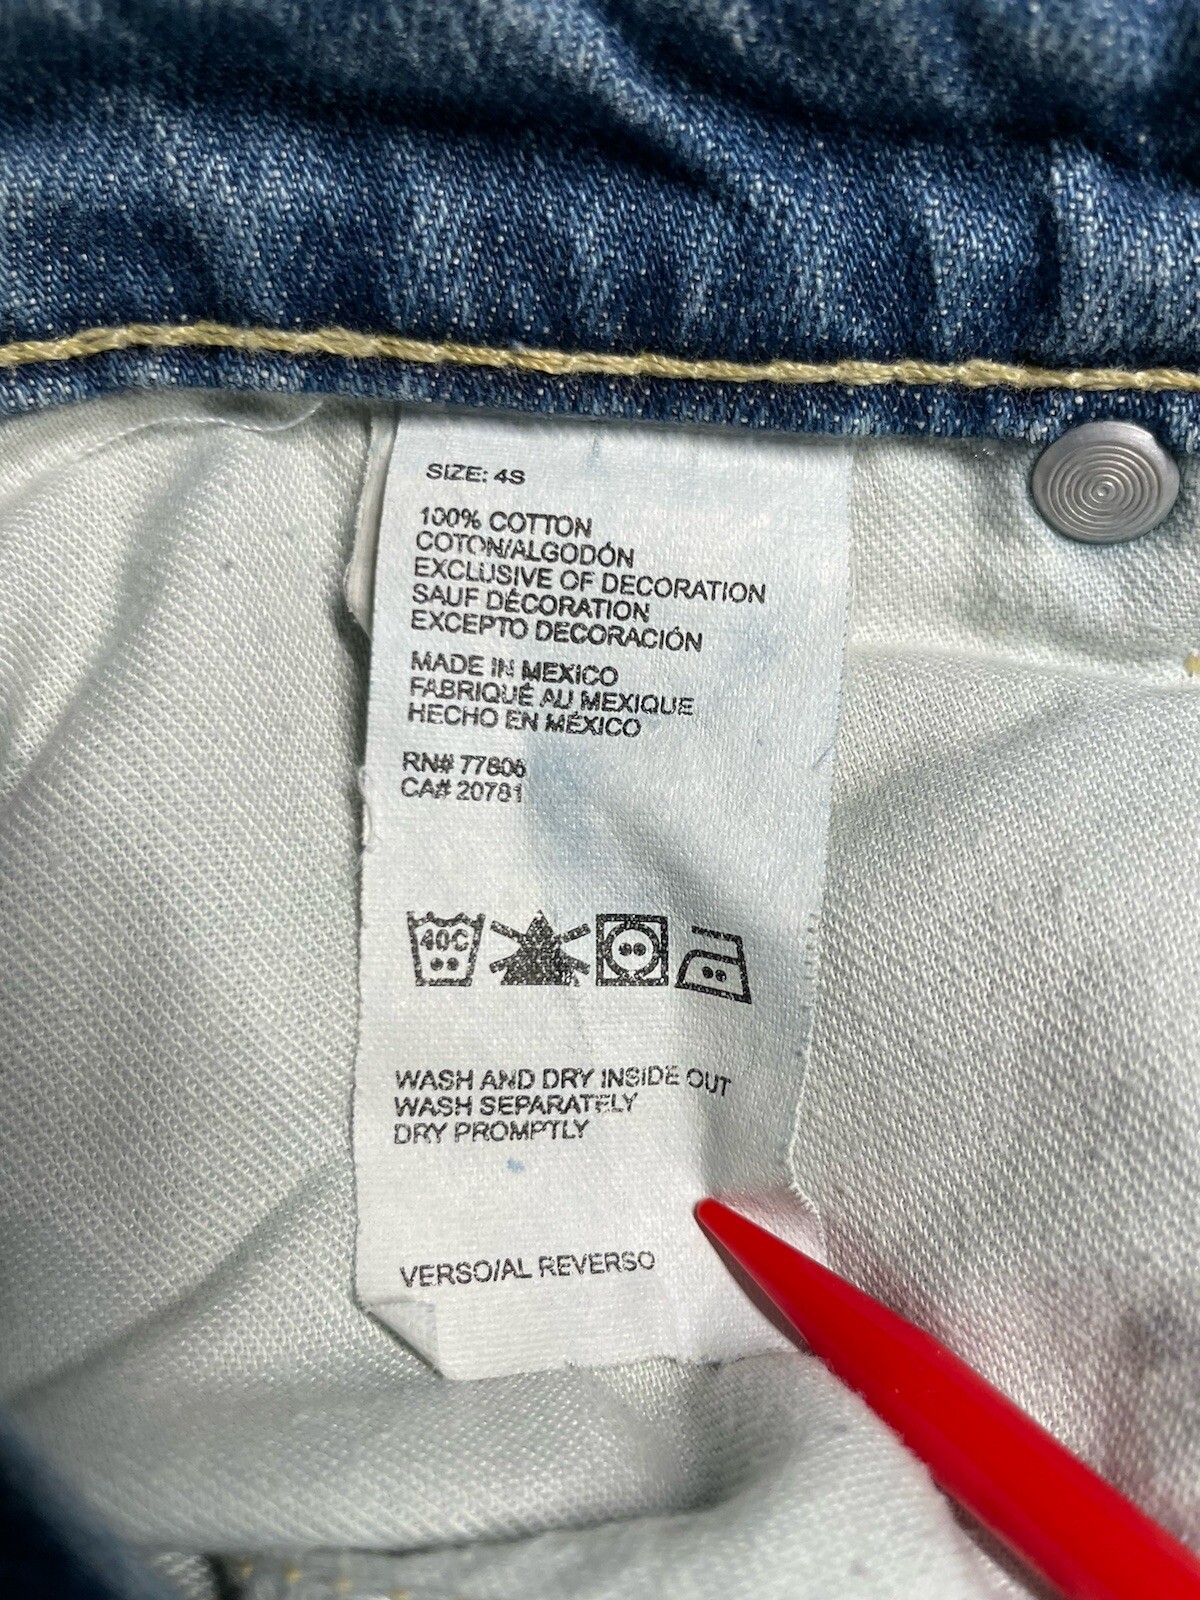 SIZE: 4S
100% COTTON
COTON/ALGODÓN
EXCLUSIVE OF DECORATION
SAUF DÉCORATION
EXCEPTO DECORACIÓN
MADE IN MEXICO
FABRIQUÉ AU MEXIQUE
HECHO EN MÉXICO
RN# 77806
CA# 20781
40C
WASH AND DRY INSIDE OUT
WASH SEPARATELY
DRY PROMPTLY
VERSO/AL REVERSO